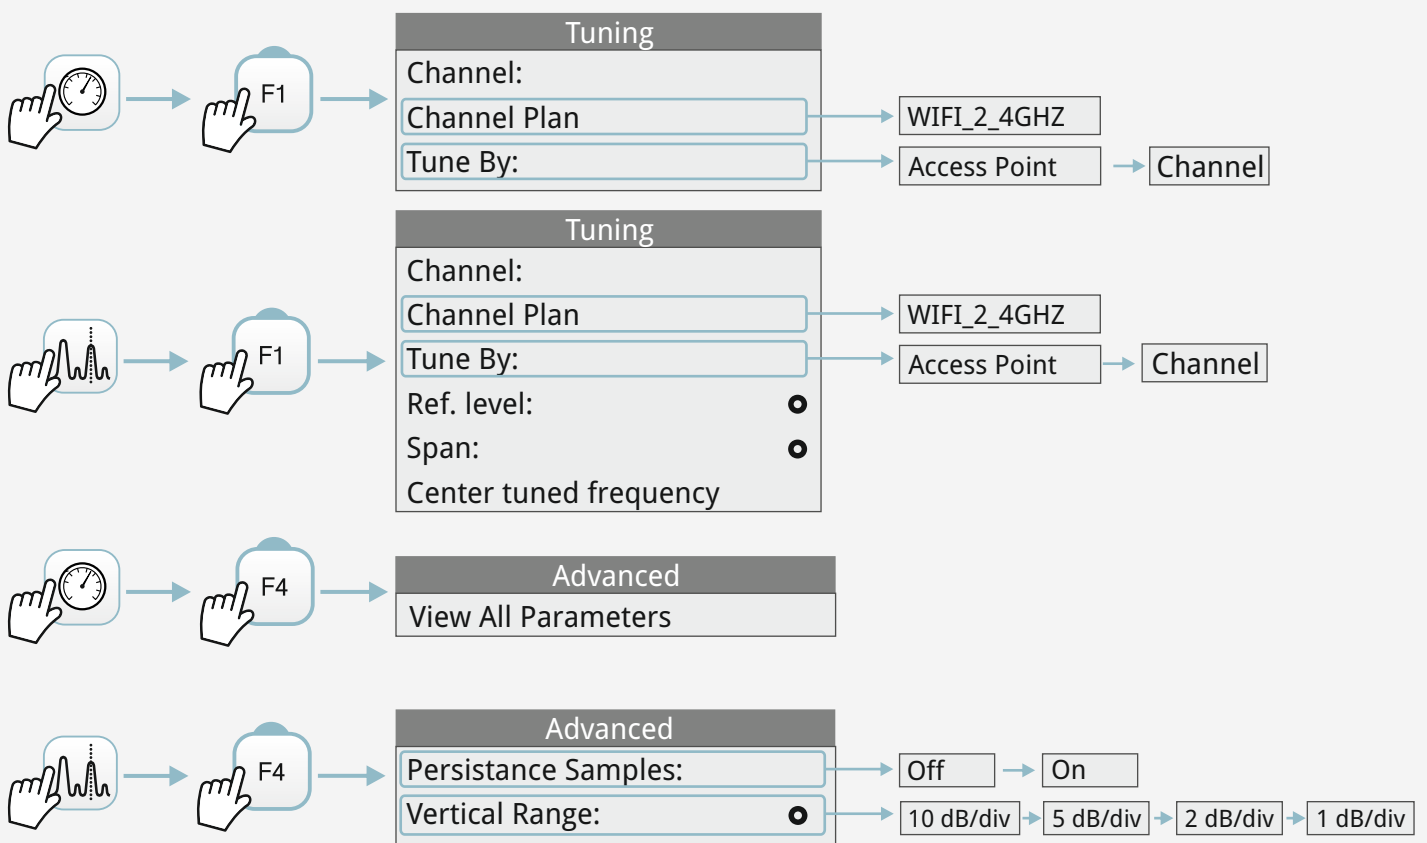 Tuning
F1
Channel:
Channel Plan
WIFI_2_4GHZ
Tune By:
Access Point
Channel
Tuning
F1
Channel:
Channel Plan
WIFI_2_4GHZ
Tune By:
Access Point
Channel
Ref. level:
Span:
Center tuned frequency
F4
Advanced
View All Parameters
F4
Advanced
Persistance Samples:
Off
On
Vertical Range:
10 dB/div
5 dB/div
2 dB/div
1 dB/div